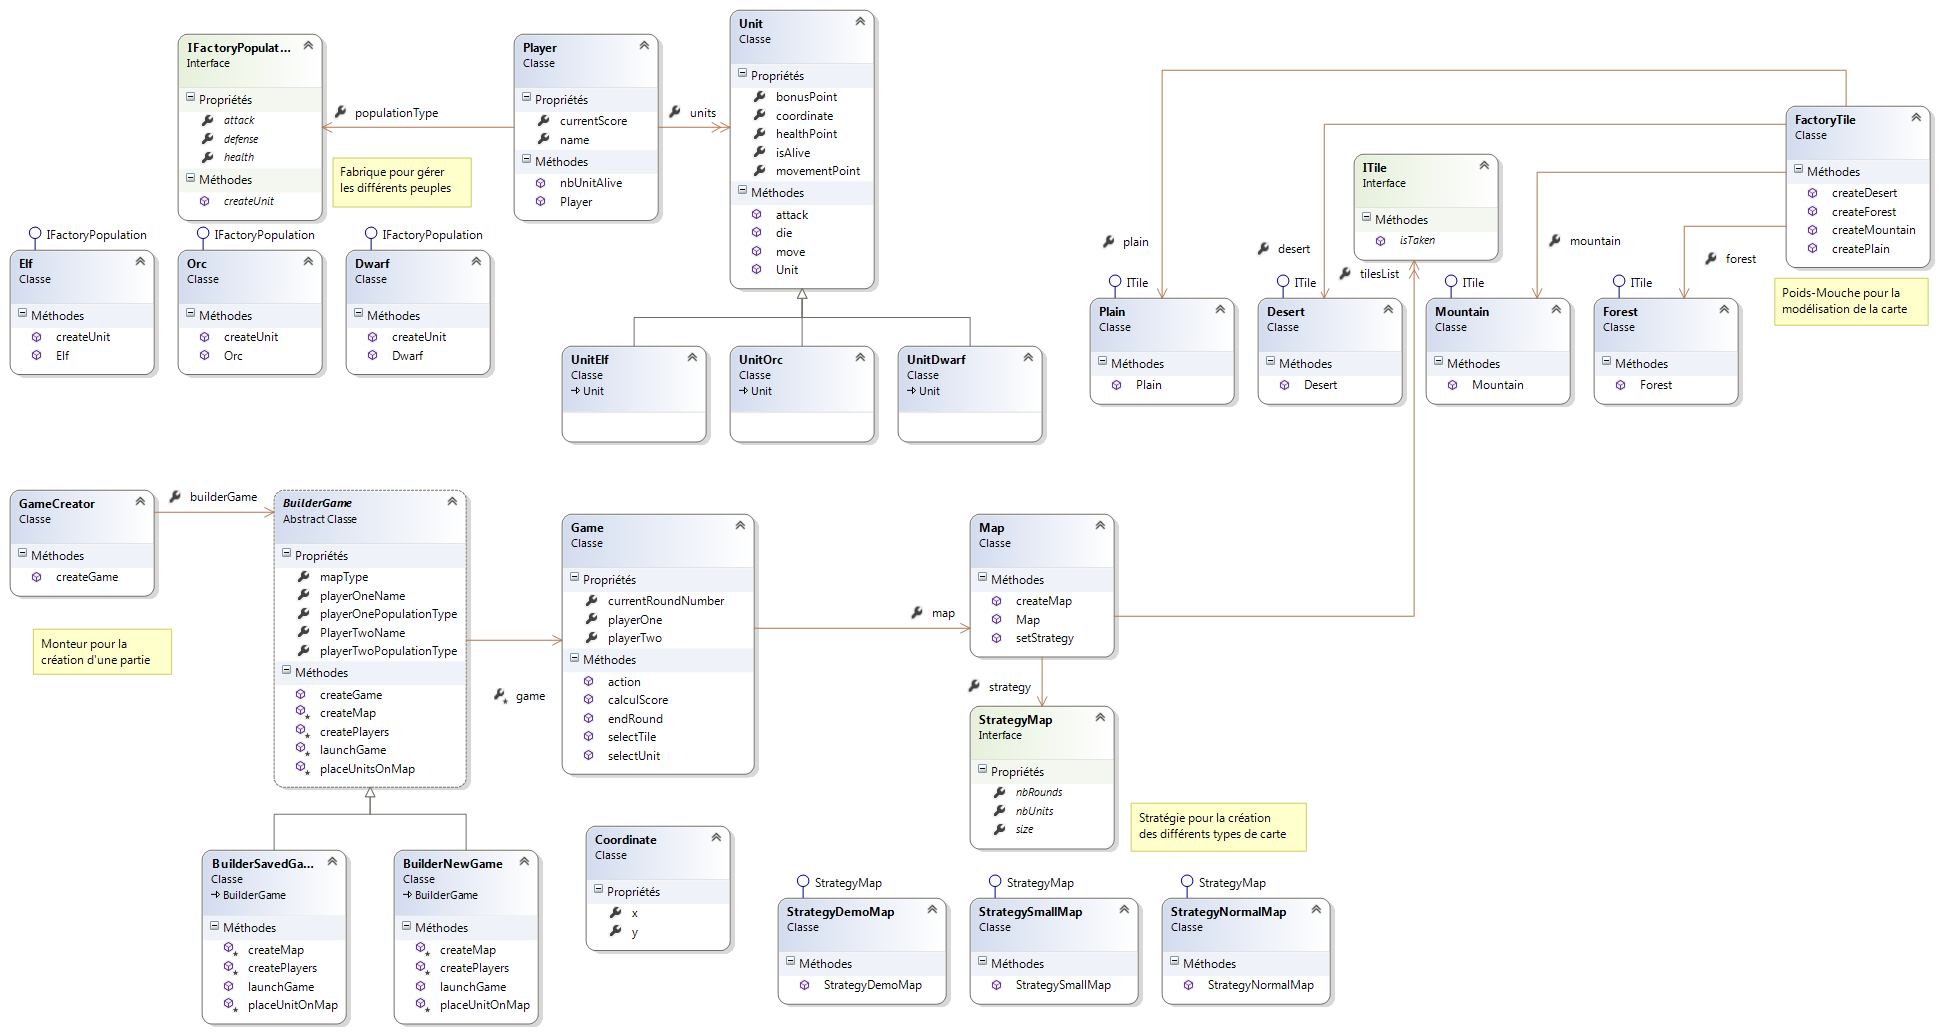 IFactoryPopulat...
Interface
Propriétés
attack
defense
health
Méthodes
createUnit
populationType
Fabrique pour gérer
les différents peuples
Player
Classe
Propriétés
currentScore
name
Méthodes
nbUnitAlive
Player
units
Unit
Classe
Propriétés
bonusPoint
coordinate
healthPoint
isAlive
movementPoint
Méthodes
attack
die
move
Unit
IFactoryPopulation
Elf
Classe
Méthodes
createUnit
Elf
IFactoryPopulation
Orc
Classe
Méthodes
createUnit
Orc
IFactoryPopulation
Dwarf
Classe
Méthodes
createUnit
Dwarf
UnitElf
Classe
Unit
UnitOrc
Classe
Unit
UnitDwarf
Classe
Unit
FactoryTile
Classe
Méthodes
createDesert
createForest
createMountain
createPlain
Poids-Mouche pour la
modélisation de la carte
ITile
Interface
Méthodes
isTaken
plain
desert
tilesList
mountain
forest
ITile
Plain
Classe
Méthodes
Plain
ITile
Desert
Classe
Méthodes
Desert
ITile
Mountain
Classe
Méthodes
Mountain
ITile
Forest
Classe
Méthodes
Forest
GameCreator
Classe
Méthodes
createGame
builderGame
Monteur pour la
création d'une partie
BuilderGame
Abstract Classe
Propriétés
mapType
playerOneName
playerOnePopulationType
PlayerTwoName
playerTwoPopulationType
Méthodes
createGame
createMap
createPlayers
launchGame
placeUnitsOnMap
game
Game
Classe
Propriétés
currentRoundNumber
playerOne
playerTwo
Méthodes
action
calculScore
endRound
selectTile
selectUnit
map
Map
Classe
Méthodes
createMap
Map
setStrategy
strategy
StrategyMap
Interface
Propriétés
nbRounds
nbUnits
size
Stratégie pour la création
des différents types de carte
BuilderSavedGa...
Classe
BuilderGame
Méthodes
createMap
createPlayers
launchGame
placeUnitOnMap
BuilderNewGame
Classe
BuilderGame
Méthodes
createMap
createPlayers
launchGame
placeUnitOnMap
Coordinate
Classe
Propriétés
x
y
StrategyMap
StrategyDemoMap
Classe
Méthodes
StrategyDemoMap
StrategyMap
StrategySmallMap
Classe
Méthodes
StrategySmallMap
StrategyMap
StrategyNormalMap
Classe
Méthodes
StrategyNormalMap